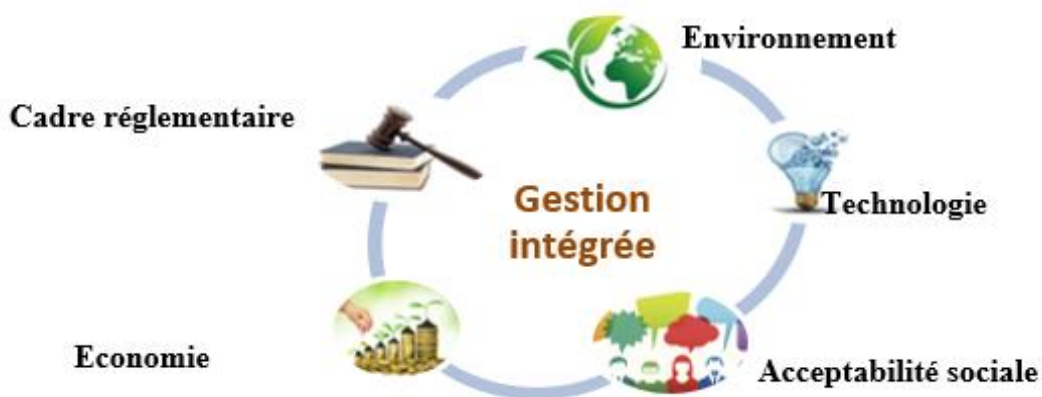 Environnement
Cadre réglementaire
Technologie
Gestion
intégrée
Economie
Acceptabilité sociale